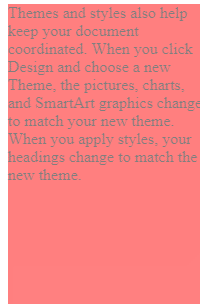 Themes and styles also help
keep your document
coordinated. When you click
Design and choose a new
Theme, the pictures, charts,
and SmartArt graphics change
to match your new theme.
When you apply styles, your
headings change to match the
new theme.